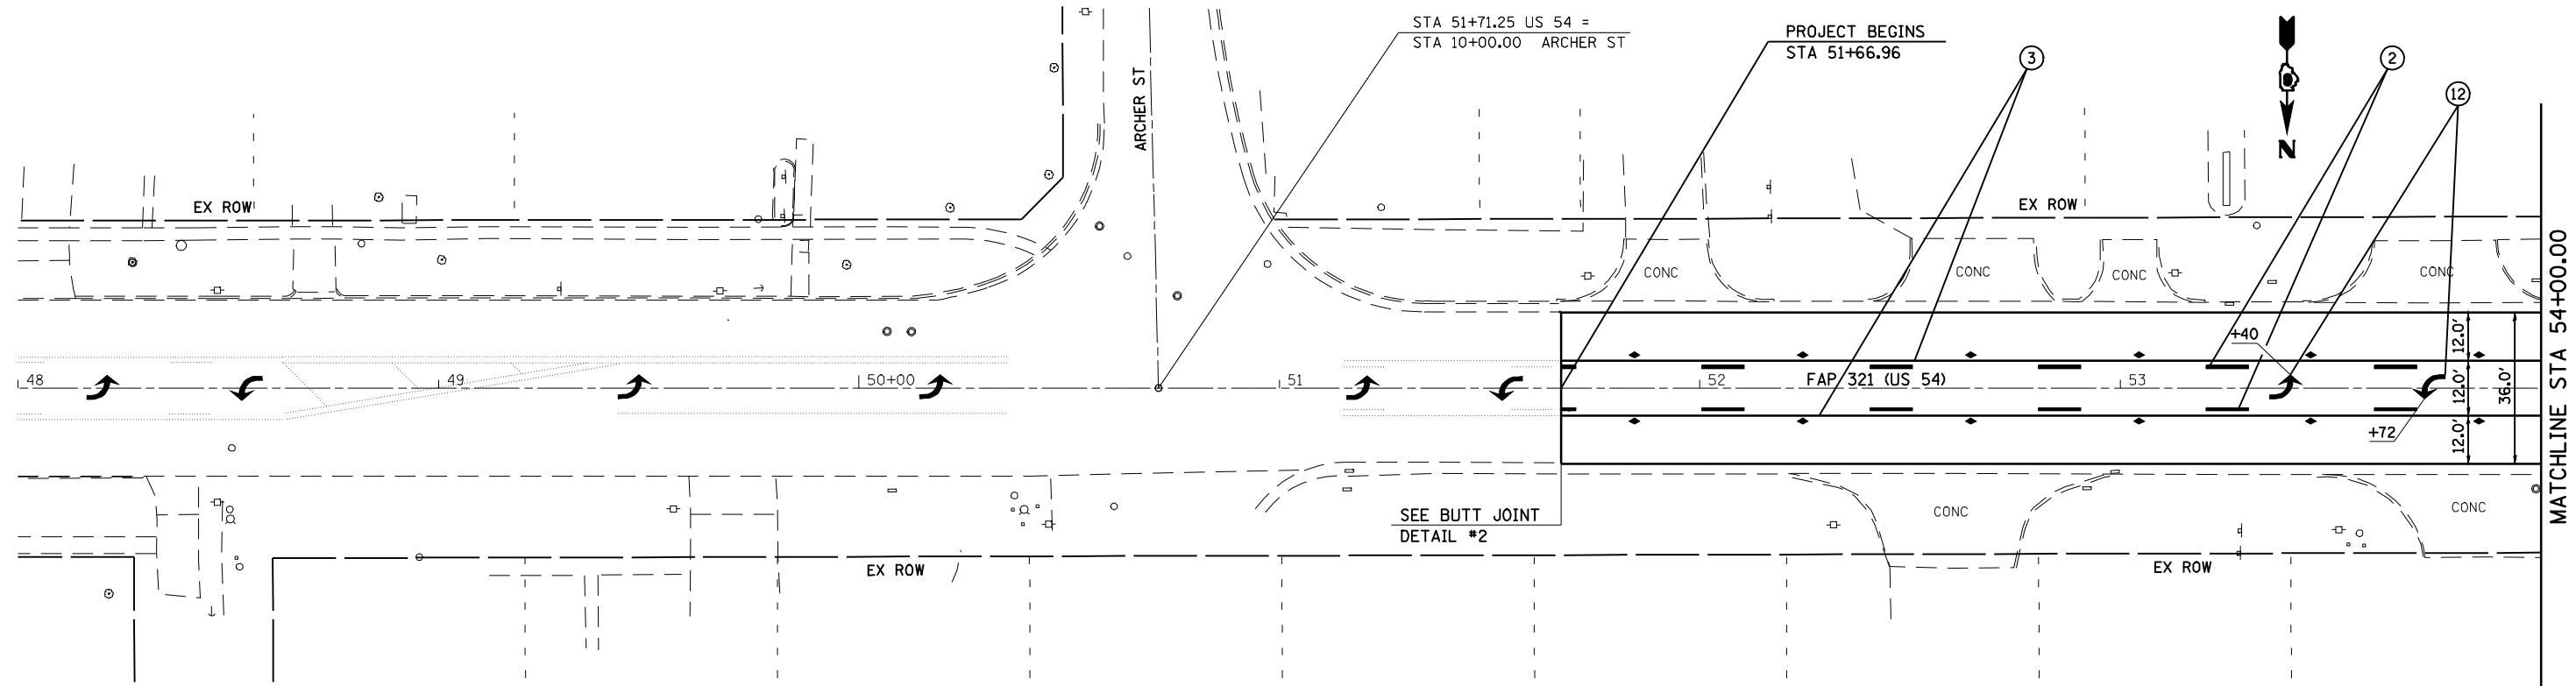 STA 51+71.25 US 54 =
STA 10+00.00 ARCHER ST
PROJECT BEGINS
STA 51+66.96
3
2
12
N
ARCHER ST
EX ROW
EX ROW
CONC
CONC
CONC
CONC
MATCHLINE STA 54+00.00
+40
12.0'
12.0'
12.0'
36.0'
48
49
50+00
51
52
FAP 321 (US 54)
53
+72
SEE BUTT JOINT
DETAIL #2
CONC
CONC
EX ROW
EX ROW